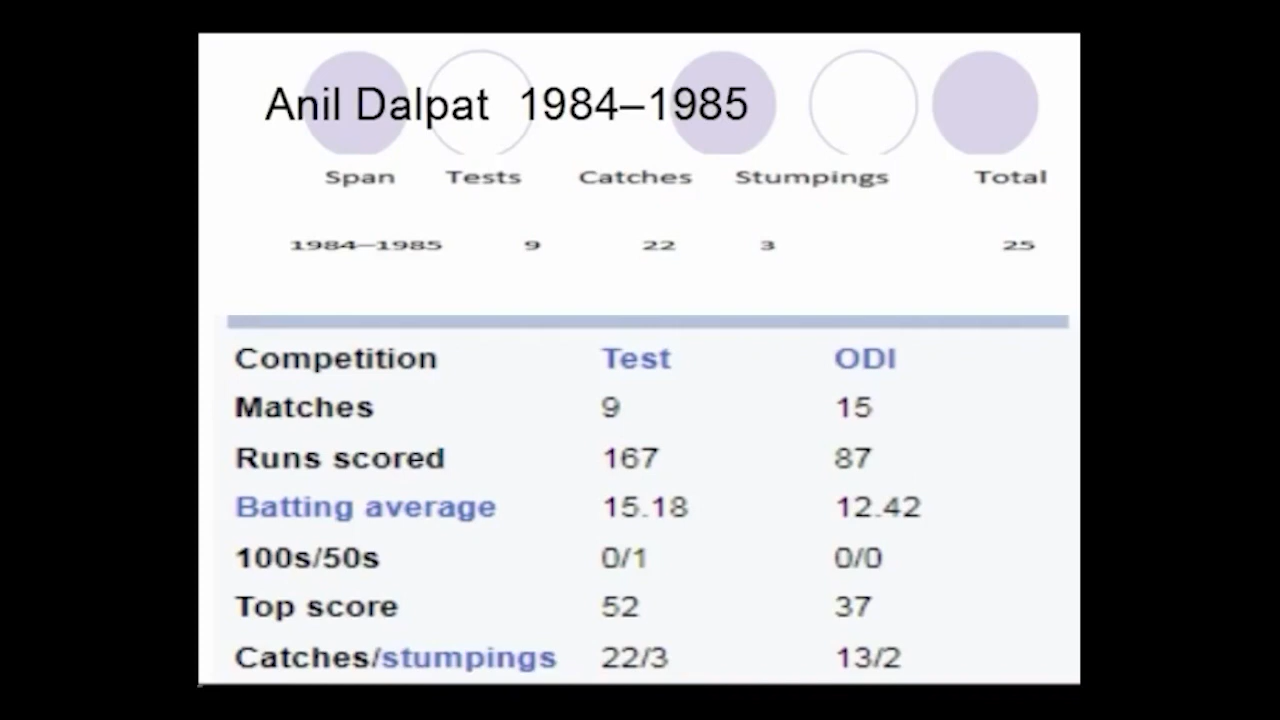 Anil Dalpat 1984–1985
Span Tests Catches Stumpings Total
1984–1985 9 22 3 25
Competition Test ODI
Matches 9 15
Runs scored 167 87
Batting average 15.18 12.42
100s/50s 0/1 0/0
Top score 52 37
Catches/stumpings 22/3 13/2